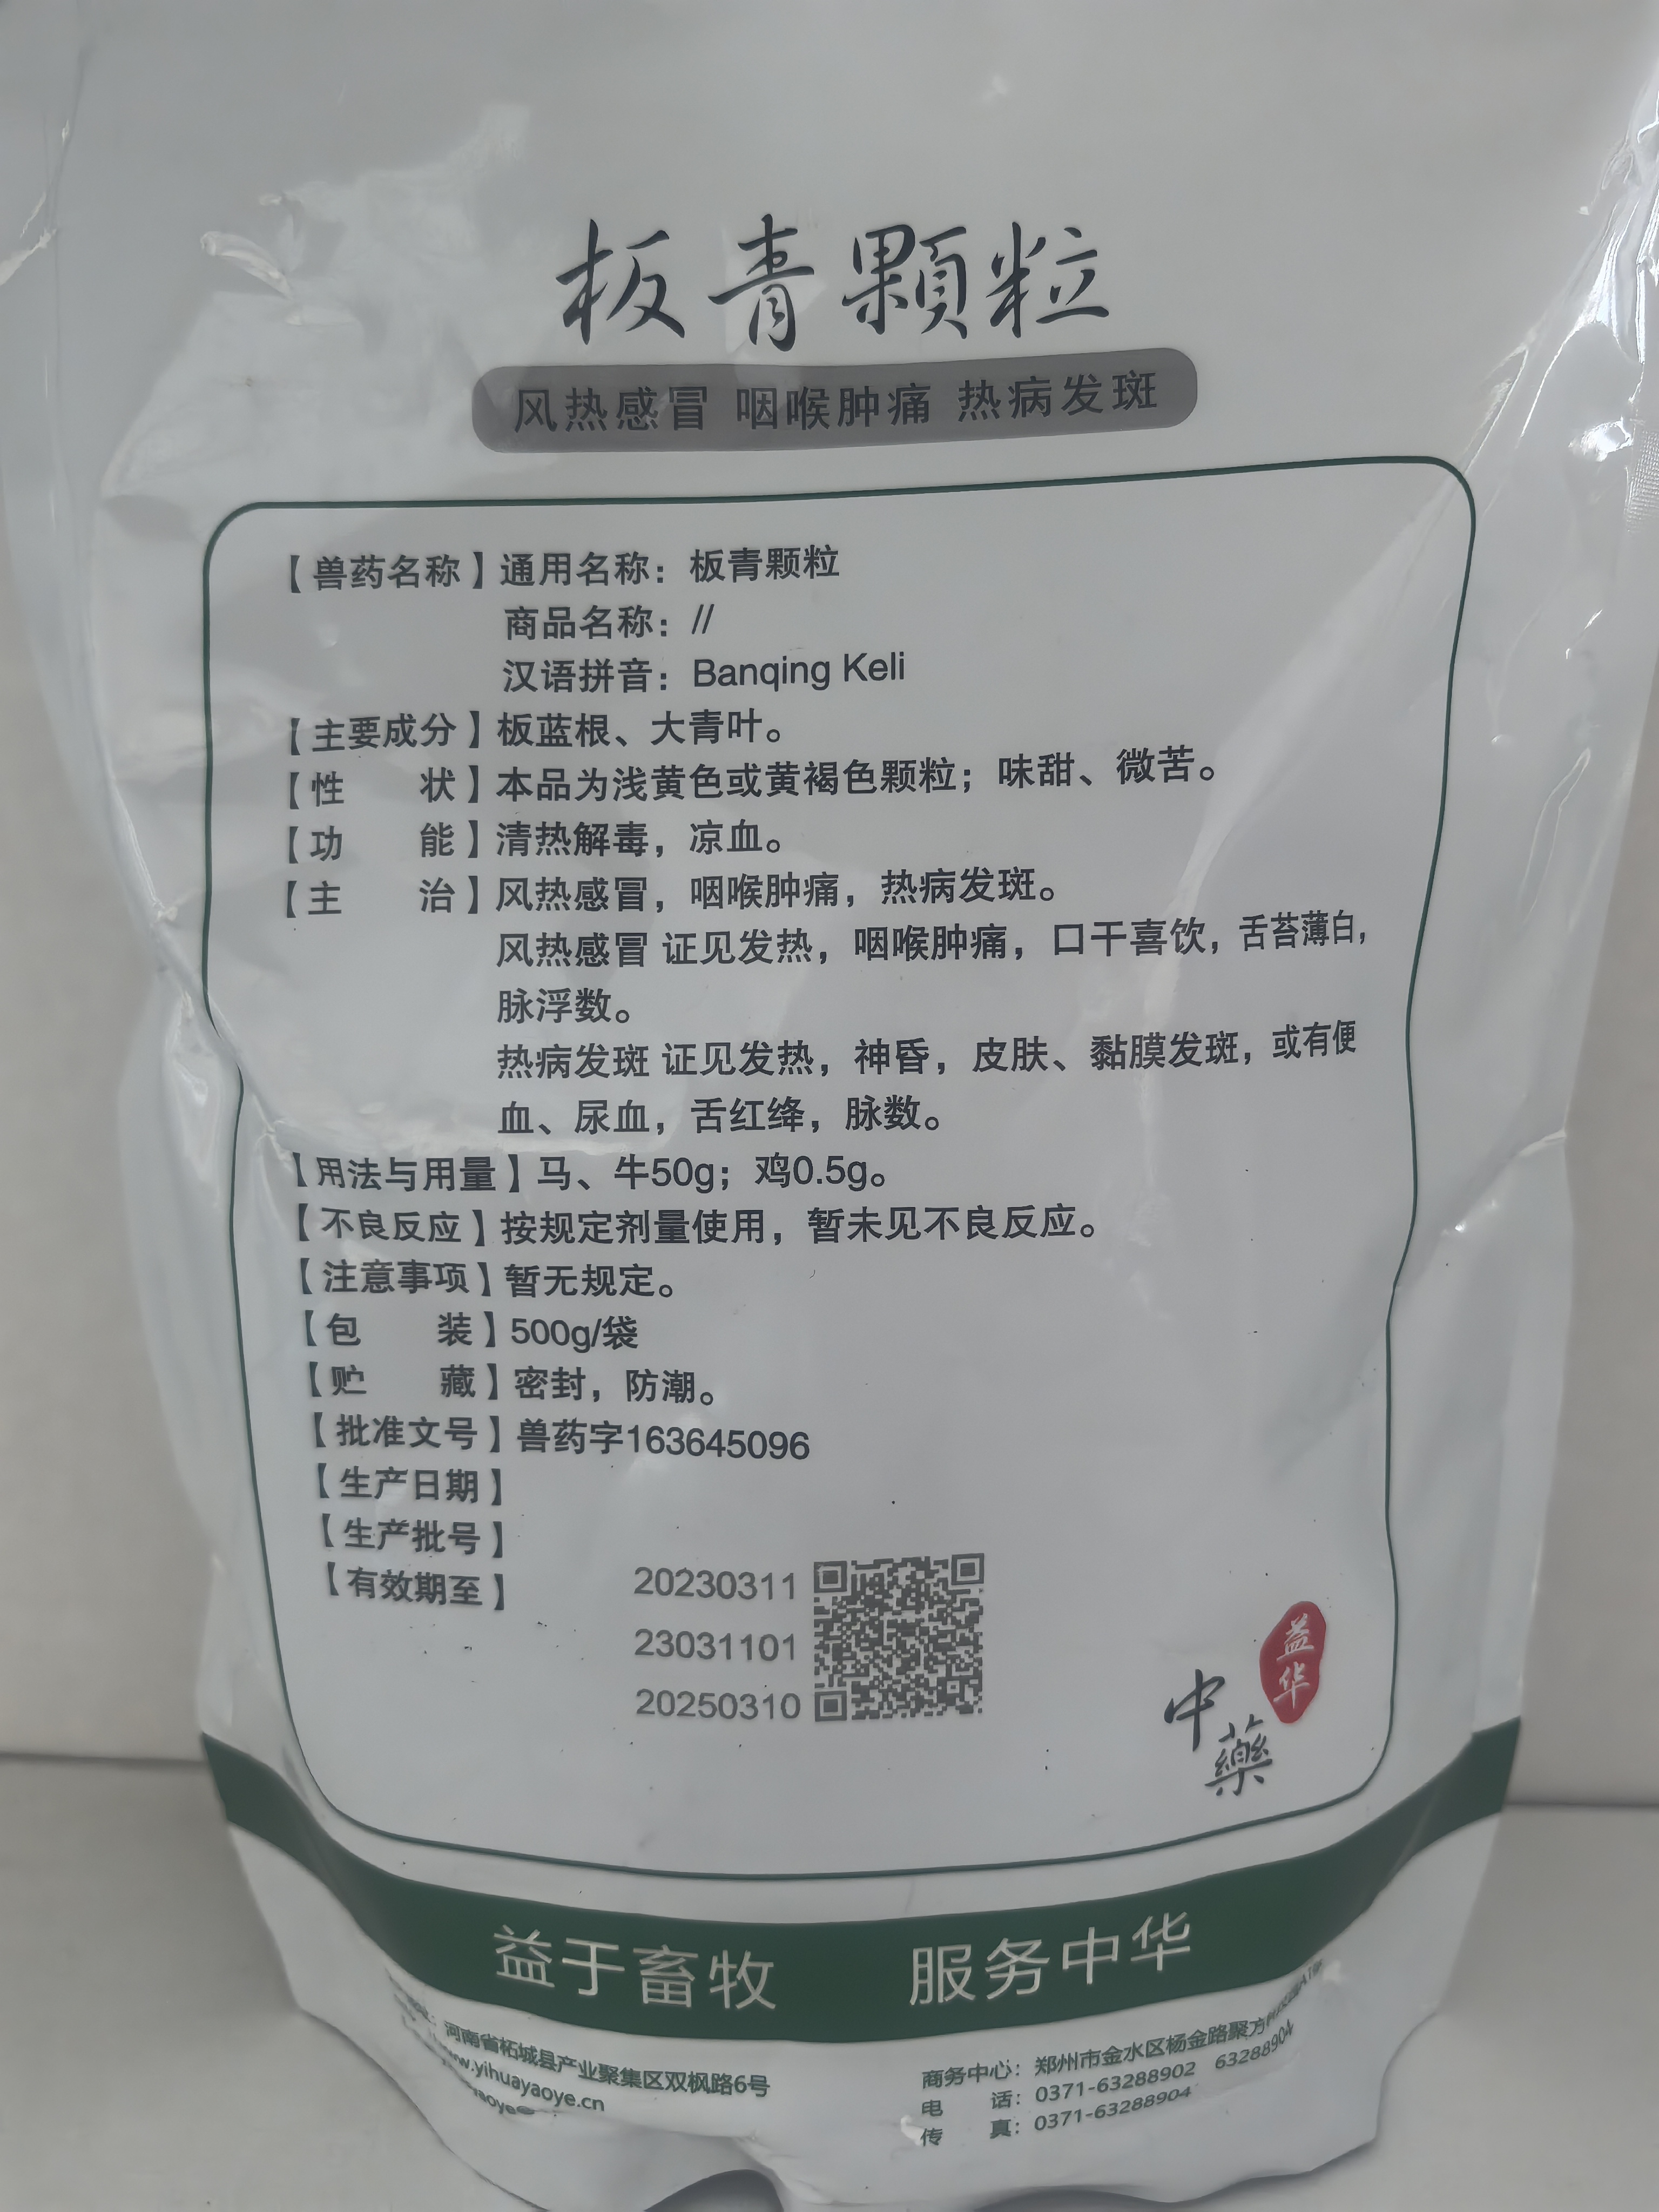 板青顆粒
风热感冒 咽喉肿痛 热病发斑
【兽药名称】通用名称：板青颗粒
商品名称：//
汉语拼音：Banqing Keli
【主要成分】板蓝根、大青叶。
【性 状】本品为浅黄色或黄褐色颗粒；味甜、微苦。
【功 能】清热解毒，凉血。
【主 治】风热感冒，咽喉肿痛，热病发斑。
风热感冒 证见发热，咽喉肿痛，口干喜饮，舌苔薄白，
脉浮数。
热病发斑 证见发热，神昏，皮肤、黏膜发斑，或有便
血、尿血，舌红绛，脉数。
【用法与用量】马、牛50g；鸡0.5g。
【不良反应】按规定剂量使用，暂未见不良反应。
【注意事项】暂无规定。
【包 装】500g/袋
【贮 藏】密封，防潮。
【批准文号】兽药字163645096
【生产日期】
【生产批号】
【有效期至】
20230311
23031101
20250310
益华
中藥
益于畜牧 服务中华
河南省柘城县产业聚集区双枫路6号
www.yihuayaoye.cn
商务中心：郑州市金水区杨金路聚方
电 话：0371-63288902 63288904
传 真：0371-63288904